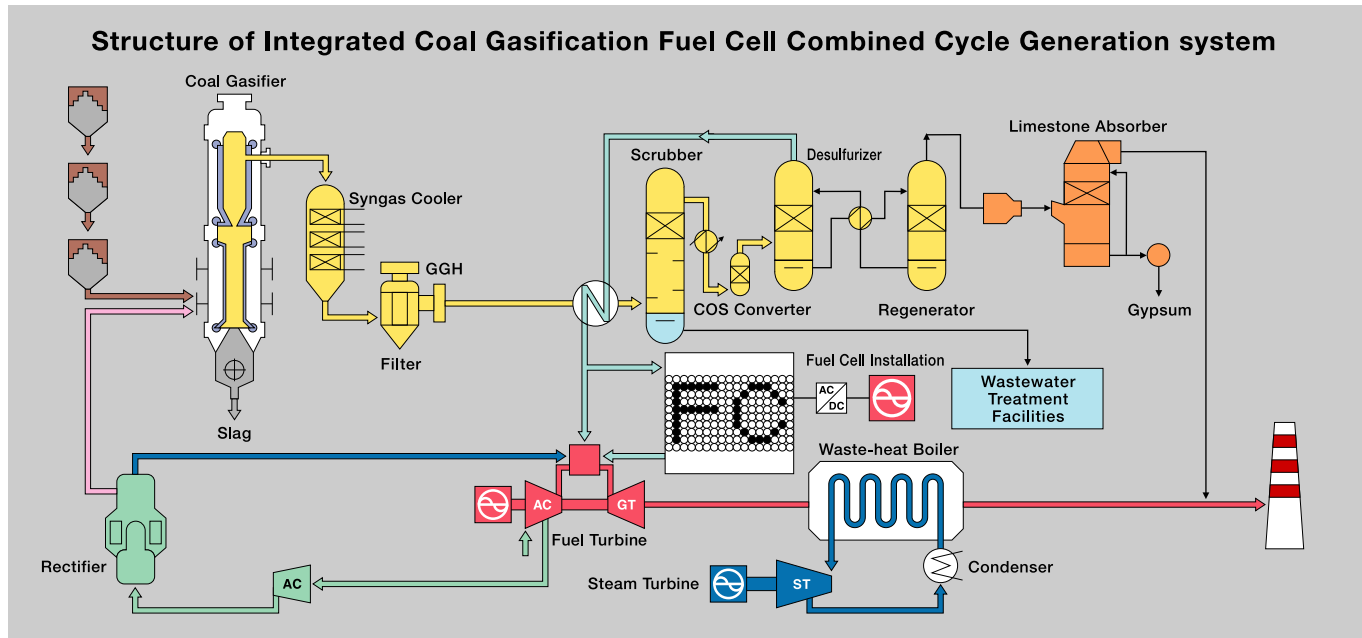 Structure of Integrated Coal Gasification Fuel Cell Combined Cycle Generation system
Coal Gasifier
Limestone Absorber
Scrubber
Desulfurizer
Syngas Cooler
GGH
COS Converter
Regenerator
Gypsum
Filter
Fuel Cell Installation
FC
AC
DC
Wastewater
Treatment
Facilities
Slag
Waste-heat Boiler
AC
GT
Fuel Turbine
Rectifier
AC
Steam Turbine
ST
Condenser